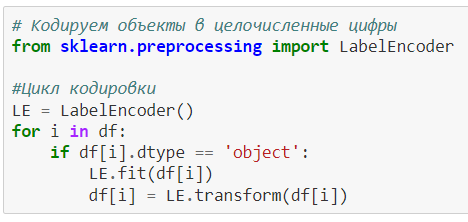 # Кодируем объекты в целочисленные цифры
from sklearn.preprocessing import LabelEncoder
#Цикл кодировки
LE = LabelEncoder()
for i in df:
    if df[i].dtype == 'object':
        LE.fit(df[i])
        df[i] = LE.transform(df[i])